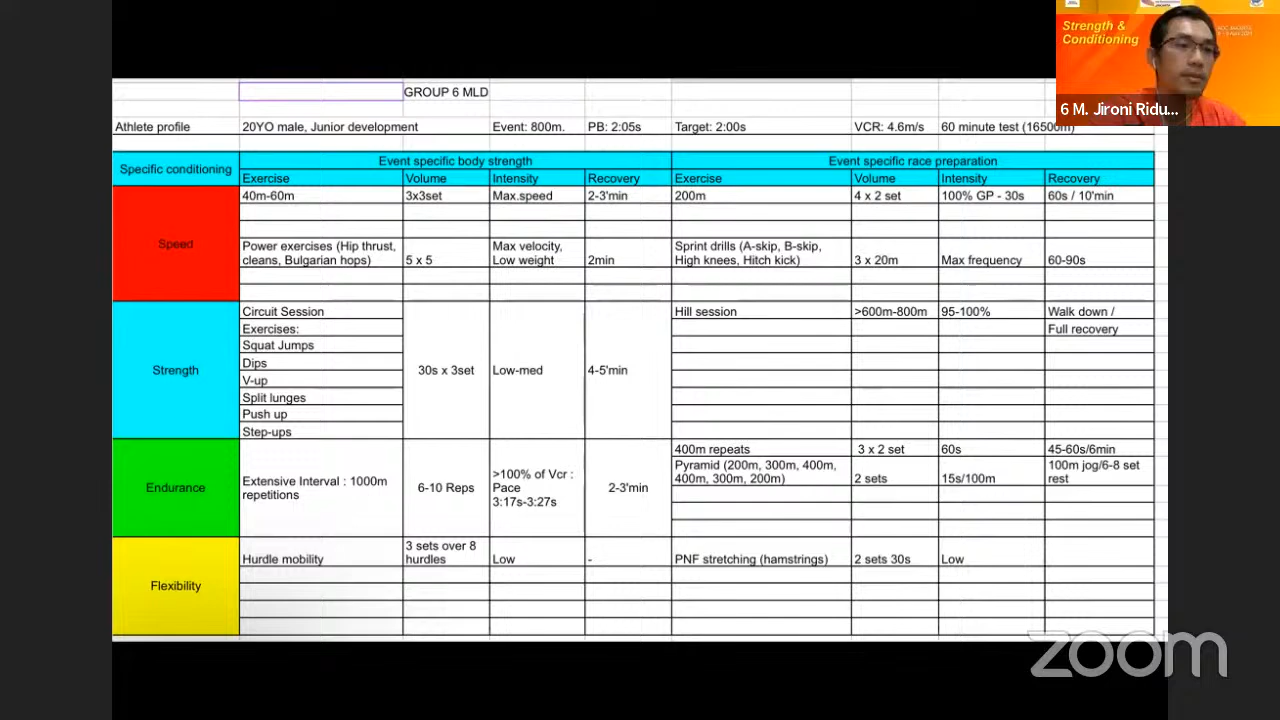 Strength &
Conditioning
6 M. Jironi Ridu...
GROUP 6 MLD
Athlete profile 20YO male, Junior development Event: 800m. PB: 2:05s Target: 2:00s VCR: 4.6m/s 60 minute test (16500m)
Specific conditioning Event specific body strength Event specific race preparation
Exercise Volume Intensity Recovery Exercise Volume Intensity Recovery
Speed
40m-60m 3x3set Max.speed 2-3'min 200m 4 x 2 set 100% GP - 30s 60s / 10'min
Power exercises (Hip thrust, Max velocity, Sprint drills (A-skip, B-skip,
cleans, Bulgarian hops) 5 x 5 Low weight 2min High knees, Hitch kick) 3 x 20m Max frequency 60-90s
Strength
Circuit Session Hill session >600m-800m 95-100% Walk down /
Exercises: Full recovery
Squat Jumps
Dips
V-up 30s x 3set Low-med 4-5'min
Split lunges
Push up
Step-ups
Endurance
400m repeats 3 x 2 set 60s 45-60s/6min
Extensive Interval : 1000m
repetitions 6-10 Reps
>100% of Vcr :
Pace
3:17s-3:27s
2-3'min
Pyramid (200m, 300m, 400m,
400m, 300m, 200m) 2 sets 15s/100m
100m jog/6-8 set
rest
Flexibility
Hurdle mobility
3 sets over 8
hurdles
Low - PNF stretching (hamstrings) 2 sets 30s Low
zoom